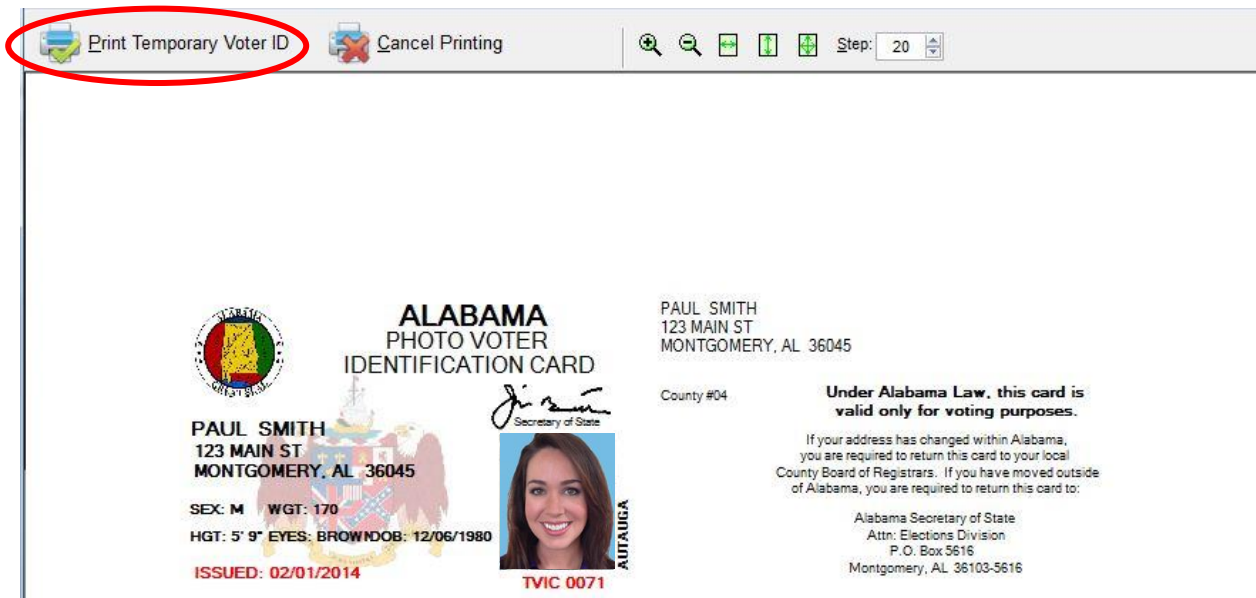 Print Temporary Voter ID
Cancel Printing
Step: 20
ALABAMA
GREAT SEAL
ALABAMA
PHOTO VOTER
IDENTIFICATION CARD
Secretary of State
PAUL SMITH
123 MAIN ST
MONTGOMERY, AL 36045
SEX: M WGT: 170
HGT: 5' 9" EYES: BROWN DOB: 12/06/1980
ISSUED: 02/01/2014
AUTAUGA
TVIC 0071
PAUL SMITH
123 MAIN ST
MONTGOMERY, AL 36045
County #04
Under Alabama Law, this card is
valid only for voting purposes.
If your address has changed within Alabama,
you are required to return this card to your local
County Board of Registrars. If you have moved outside
of Alabama, you are required to return this card to:
Alabama Secretary of State
Attn: Elections Division
P.O. Box 5616
Montgomery, AL 36103-5616